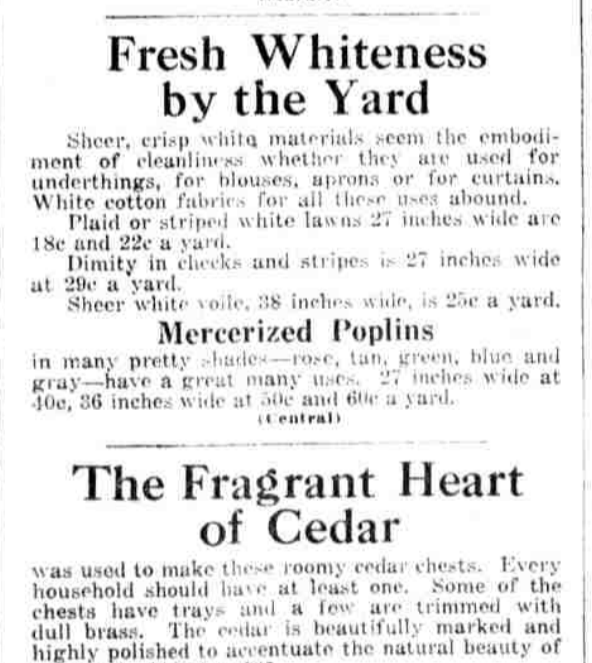 Fresh Whiteness
by the Yard
Sheer, crisp white materials seem the embodi-
ment of cleanliness whether they are used for
underthings, for blouses, aprons or for curtains.
White cotton fabrics for all these uses abound.
Plaid or striped white lawns 27 inches wide are
18c and 22c a yard.
Dimity in checks and stripes is 27 inches wide
at 29c a yard.
Sheer white voile, 38 inches wide, is 25c a yard.
Mercerized Poplins
in many pretty shades—rose, tan, green, blue and
gray—have a great many uses. 27 inches wide at
40c, 36 inches wide at 50c and 60c a yard.
(Central)
The Fragrant Heart
of Cedar
was used to make these roomy cedar chests. Every
household should have at least one. Some of the
chests have trays and a few are trimmed with
dull brass. The cedar is beautifully marked and
highly polished to accentuate the natural beauty of